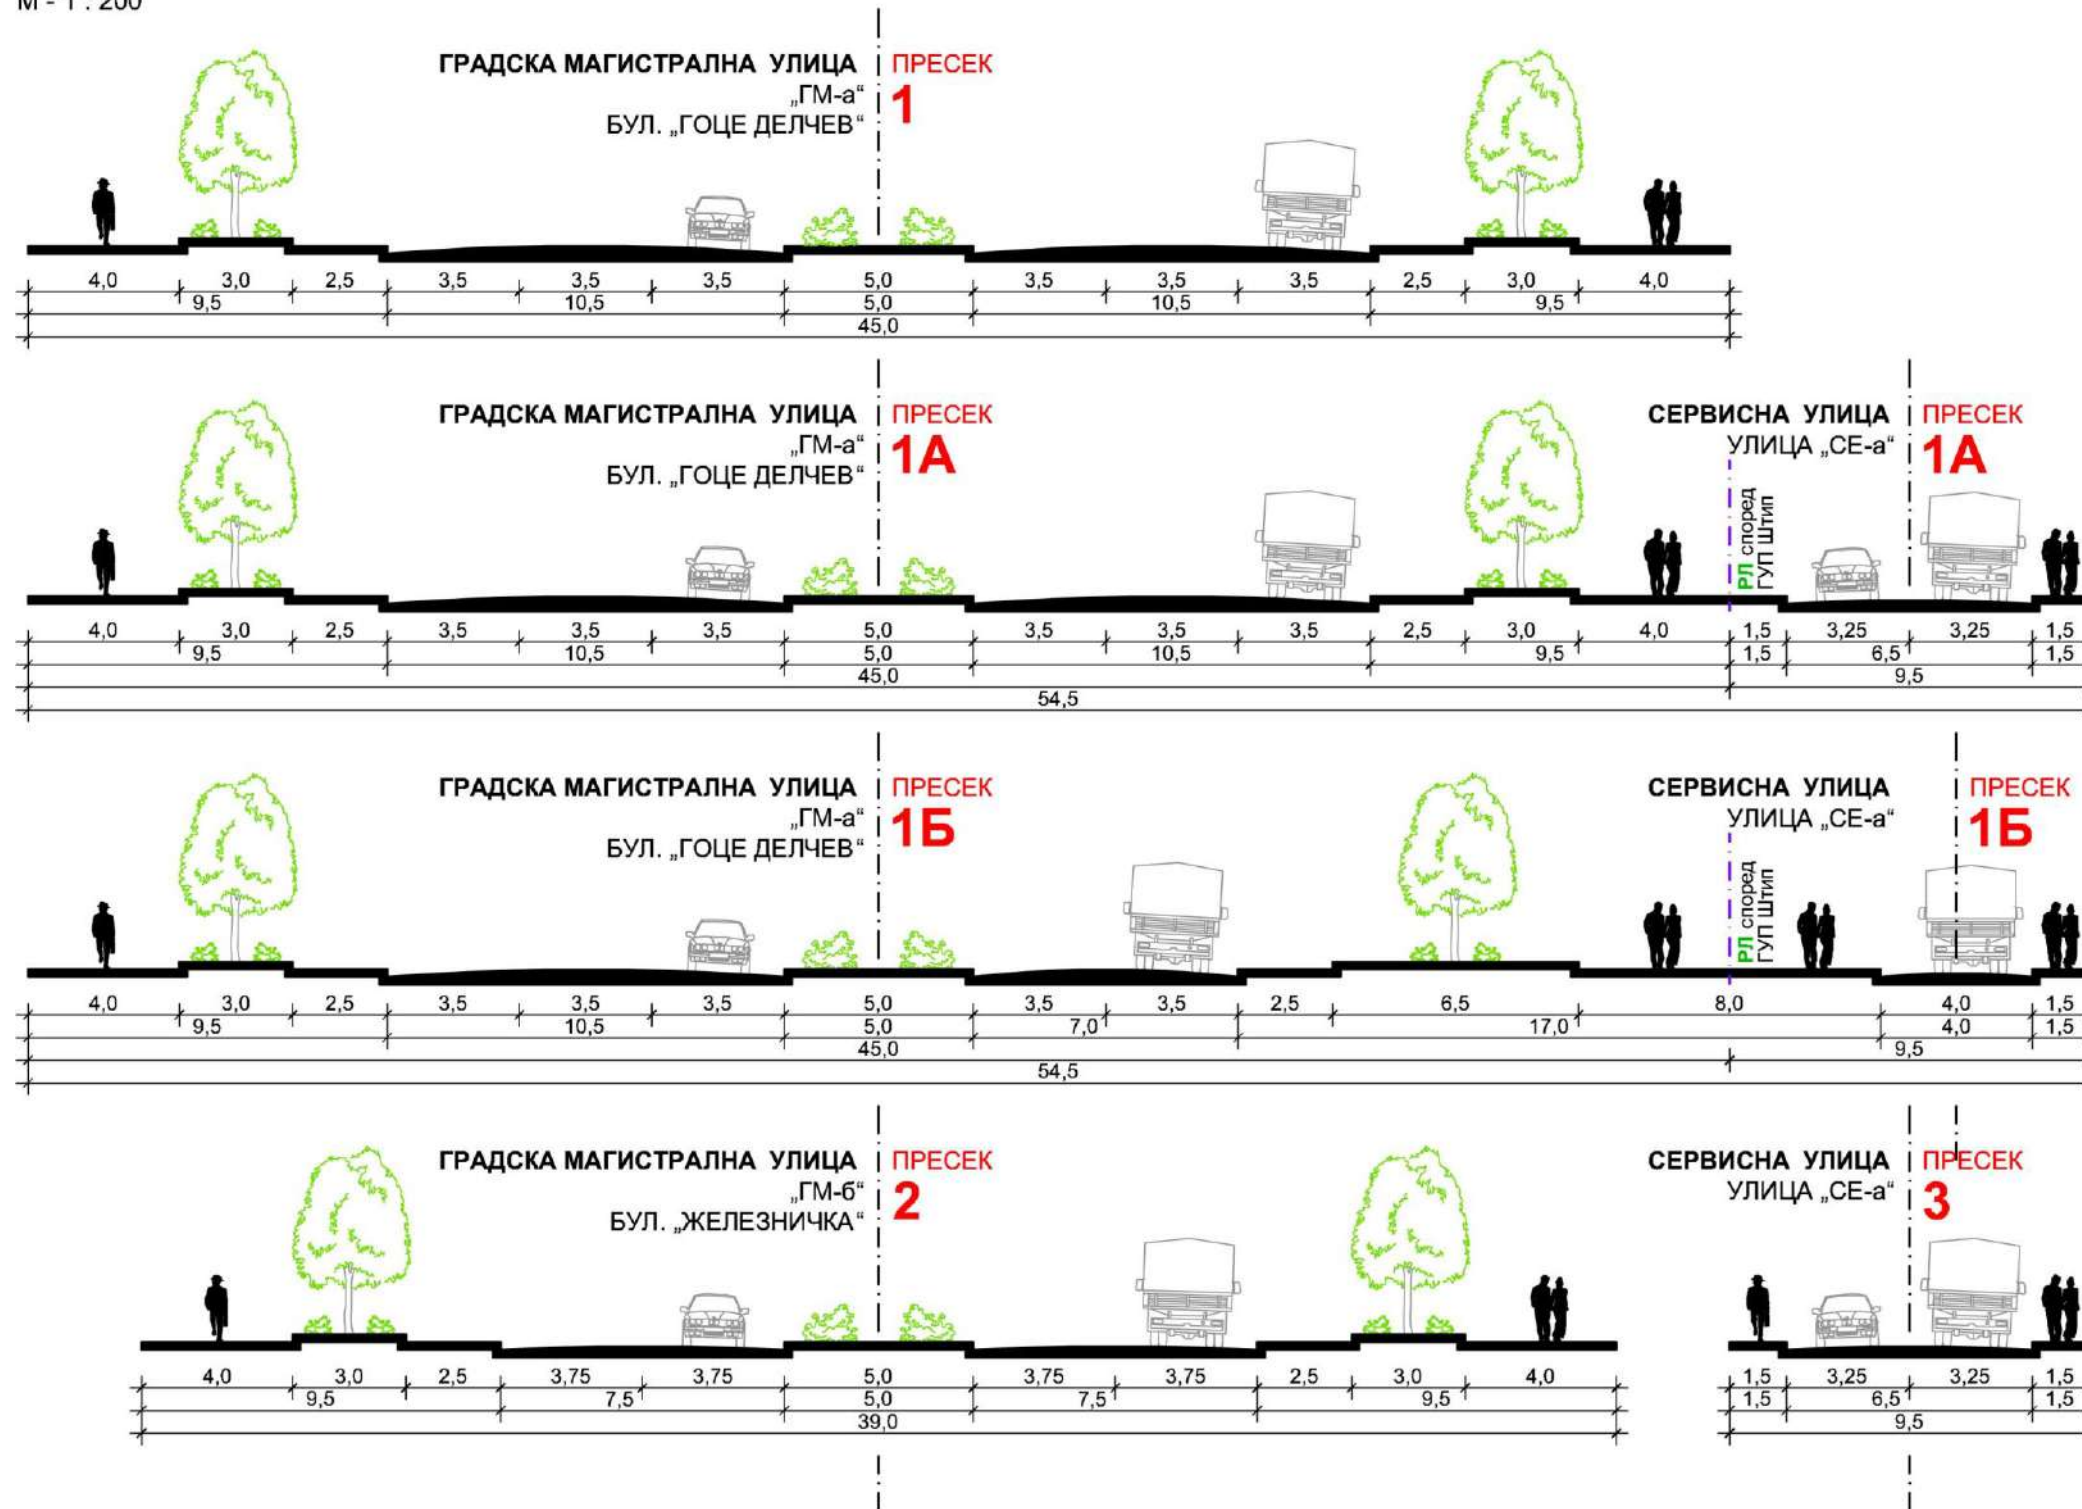 М - 1 : 200
ГРАДСКА МАГИСТРАЛНА УЛИЦА ПРЕСЕК
„ГМ-а“ 1
БУЛ. „ГОЦЕ ДЕЛЧЕВ“
4,0 3,0 2,5 3,5 3,5 3,5 5,0 3,5 3,5 3,5 2,5 3,0 4,0
9,5 10,5 5,0 10,5 9,5
45,0
ГРАДСКА МАГИСТРАЛНА УЛИЦА ПРЕСЕК
„ГМ-а“ 1А
БУЛ. „ГОЦЕ ДЕЛЧЕВ“
СЕРВИСНА УЛИЦА ПРЕСЕК
УЛИЦА „СЕ-а“ 1А
РЛ според
ГУП Штип
4,0 3,0 2,5 3,5 3,5 3,5 5,0 3,5 3,5 3,5 2,5 3,0 4,0 1,5 3,25 3,25 1,5
9,5 10,5 5,0 10,5 9,5 1,5 6,5 1,5
45,0 9,5
54,5
ГРАДСКА МАГИСТРАЛНА УЛИЦА ПРЕСЕК
„ГМ-а“ 1Б
БУЛ. „ГОЦЕ ДЕЛЧЕВ“
СЕРВИСНА УЛИЦА ПРЕСЕК
УЛИЦА „СЕ-а“ 1Б
РЛ според
ГУП Штип
4,0 3,0 2,5 3,5 3,5 3,5 5,0 3,5 3,5 2,5 6,5 8,0 4,0 1,5
9,5 10,5 5,0 7,0 17,0 4,0 1,5
45,0 9,5
54,5
ГРАДСКА МАГИСТРАЛНА УЛИЦА ПРЕСЕК
„ГМ-б“ 2
БУЛ. „ЖЕЛЕЗНИЧКА“
СЕРВИСНА УЛИЦА ПРЕСЕК
УЛИЦА „СЕ-а“ 3
4,0 3,0 2,5 3,75 3,75 5,0 3,75 3,75 2,5 3,0 4,0 1,5 3,25 3,25 1,5
9,5 7,5 5,0 7,5 9,5 1,5 6,5 1,5
39,0 9,5